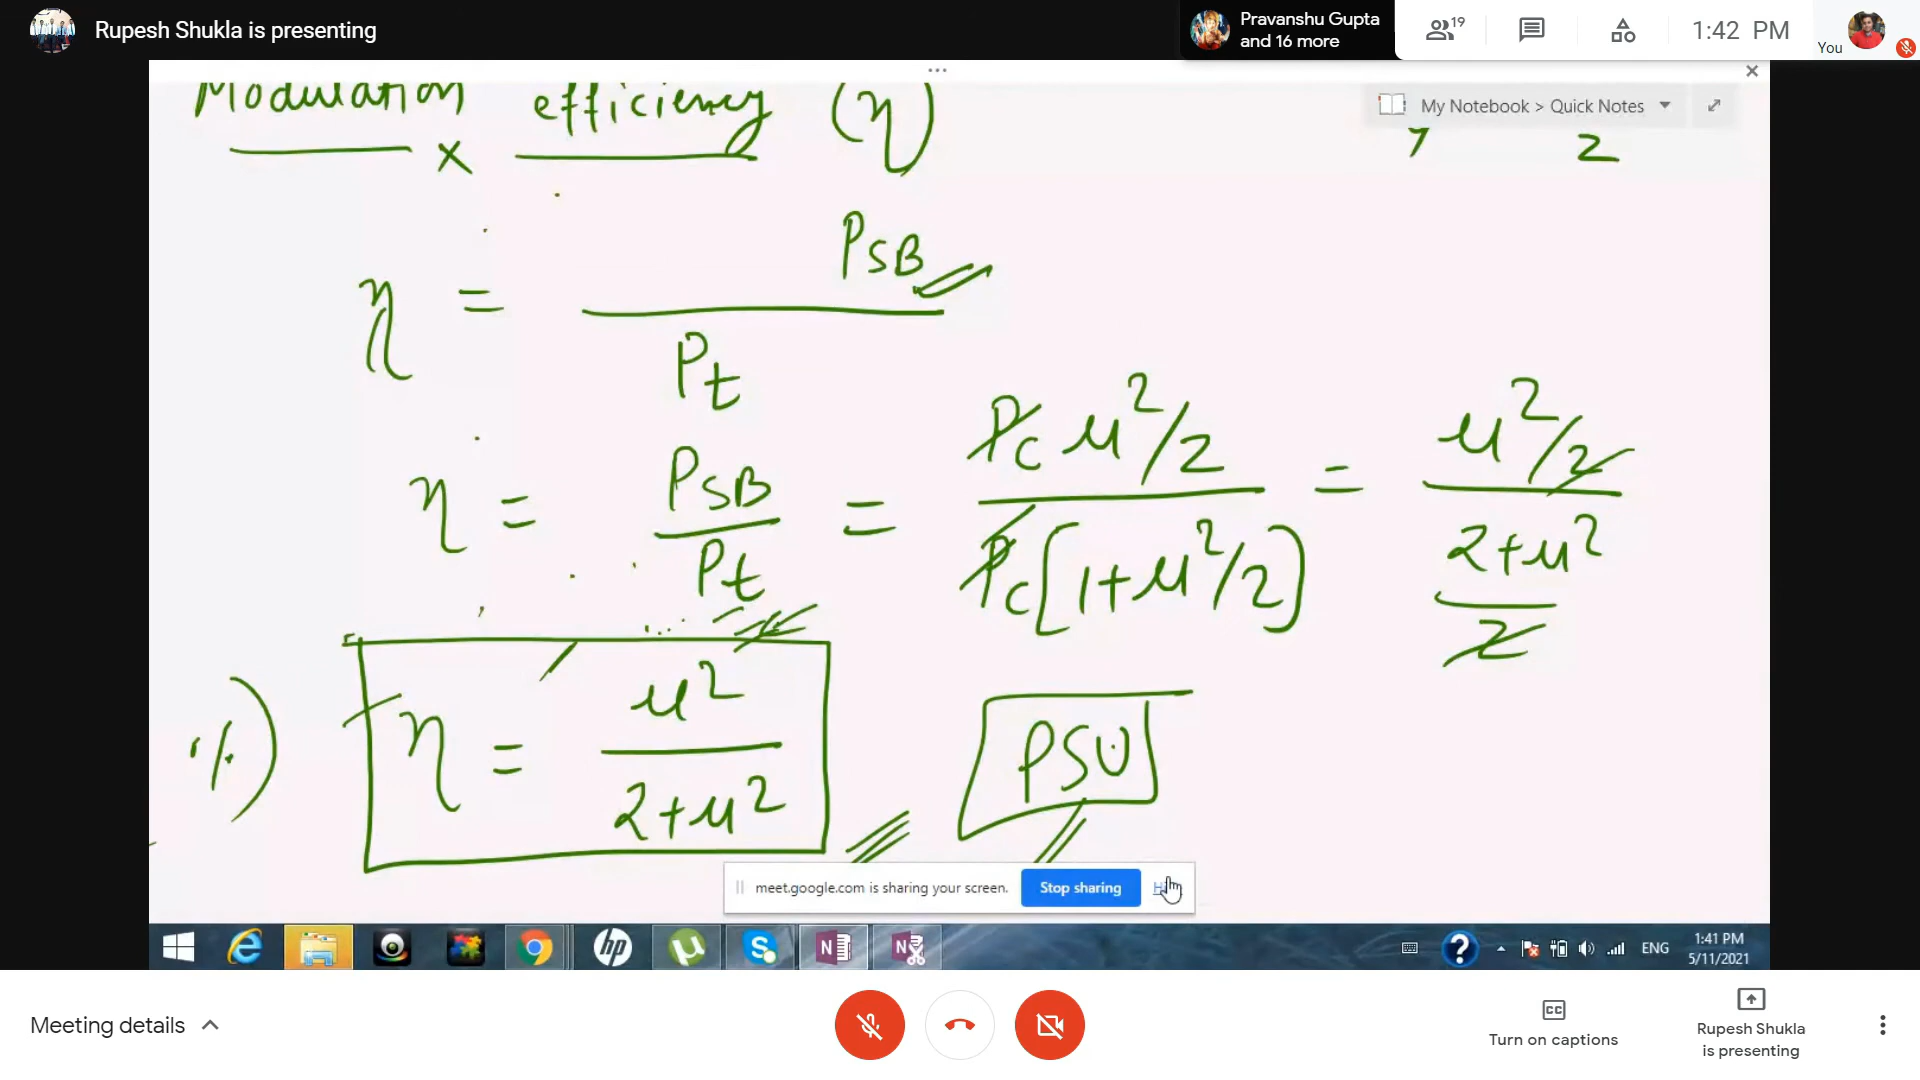 Rupesh Shukla is presenting
Pravanshu Gupta
and 16 more
19
1:42 PM
You
My Notebook > Quick Notes
Modulation efficiency (η)
x
2
η = PSB / Pt
η = PSB / Pt = Pc μ²/2 / Pc[1+μ²/2] = μ²/2 / 2+μ² / 2
%) η = μ² / 2+μ²
PSU
meet.google.com is sharing your screen.
Stop sharing
hp
N
N
ENG
1:41 PM
5/11/2021
Meeting details
CC
Turn on captions
Rupesh Shukla
is presenting